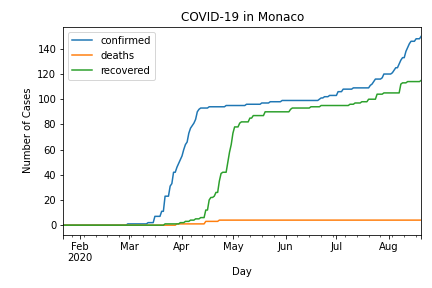 COVID-19 in Monaco
confirmed
deaths
recovered
Number of Cases
140
120
100
80
60
40
20
0
Feb Mar Apr May Jun Jul Aug
2020
Day